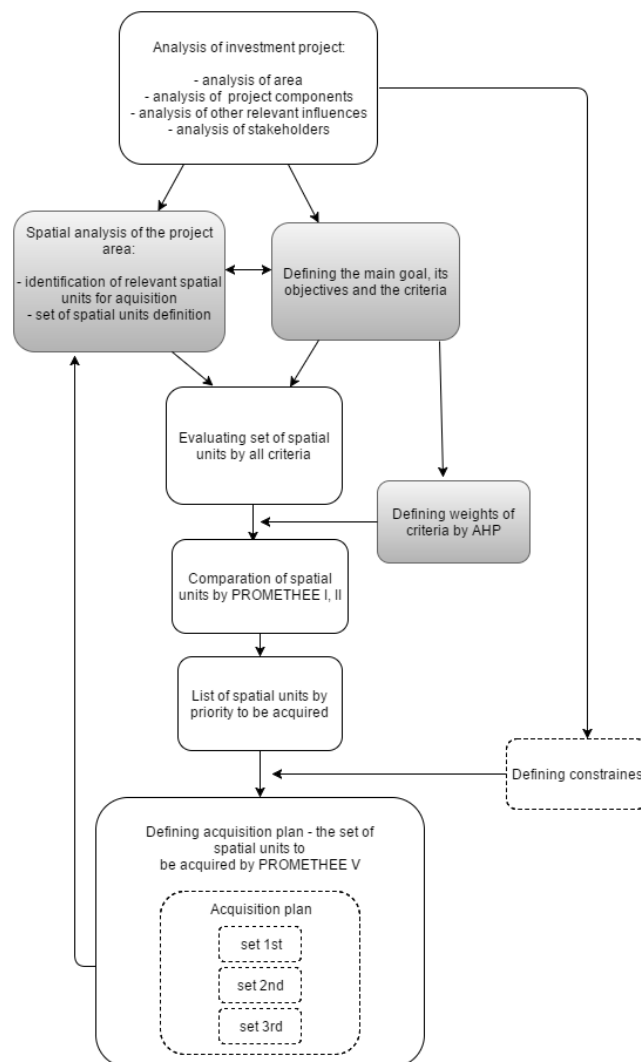 Analysis of investment project:
- analysis of area
- analysis of  project components
- analysis of other relevant influences
- analysis of stakeholders
Spatial analysis of the project
area:
- identification of relevant spatial
units for aquisition
- set of spatial units definition
Defining the main goal, its
objectives and the criteria
Evaluating set of spatial
units by all criteria
Defining weights of
criteria by AHP
Comparation of spatial
units by PROMETHEE I, II
List of spatial units by
priority to be acquired
Defining constraines
Defining acquisition plan - the set of
spatial units to
be acquired by PROMETHEE V
Acquisition plan
set 1st
set 2nd
set 3rd